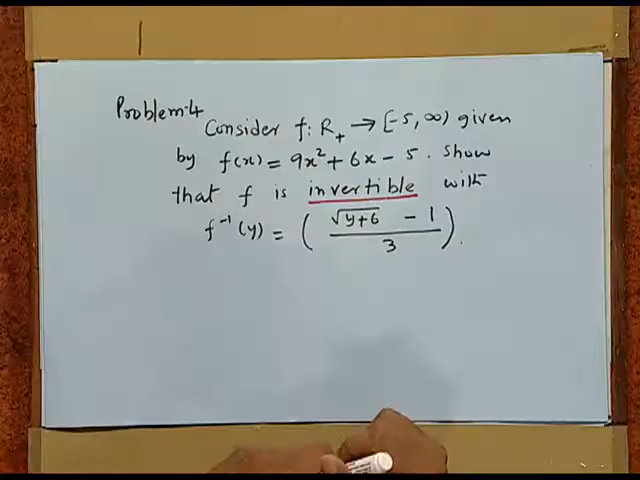 Problem-4
Consider f: R₊ → [-5, ∞) given
by f(x) = 9x² + 6x - 5. Show
that f is invertible with
f⁻¹(y) = ( (√(y+6) - 1) / 3 ).